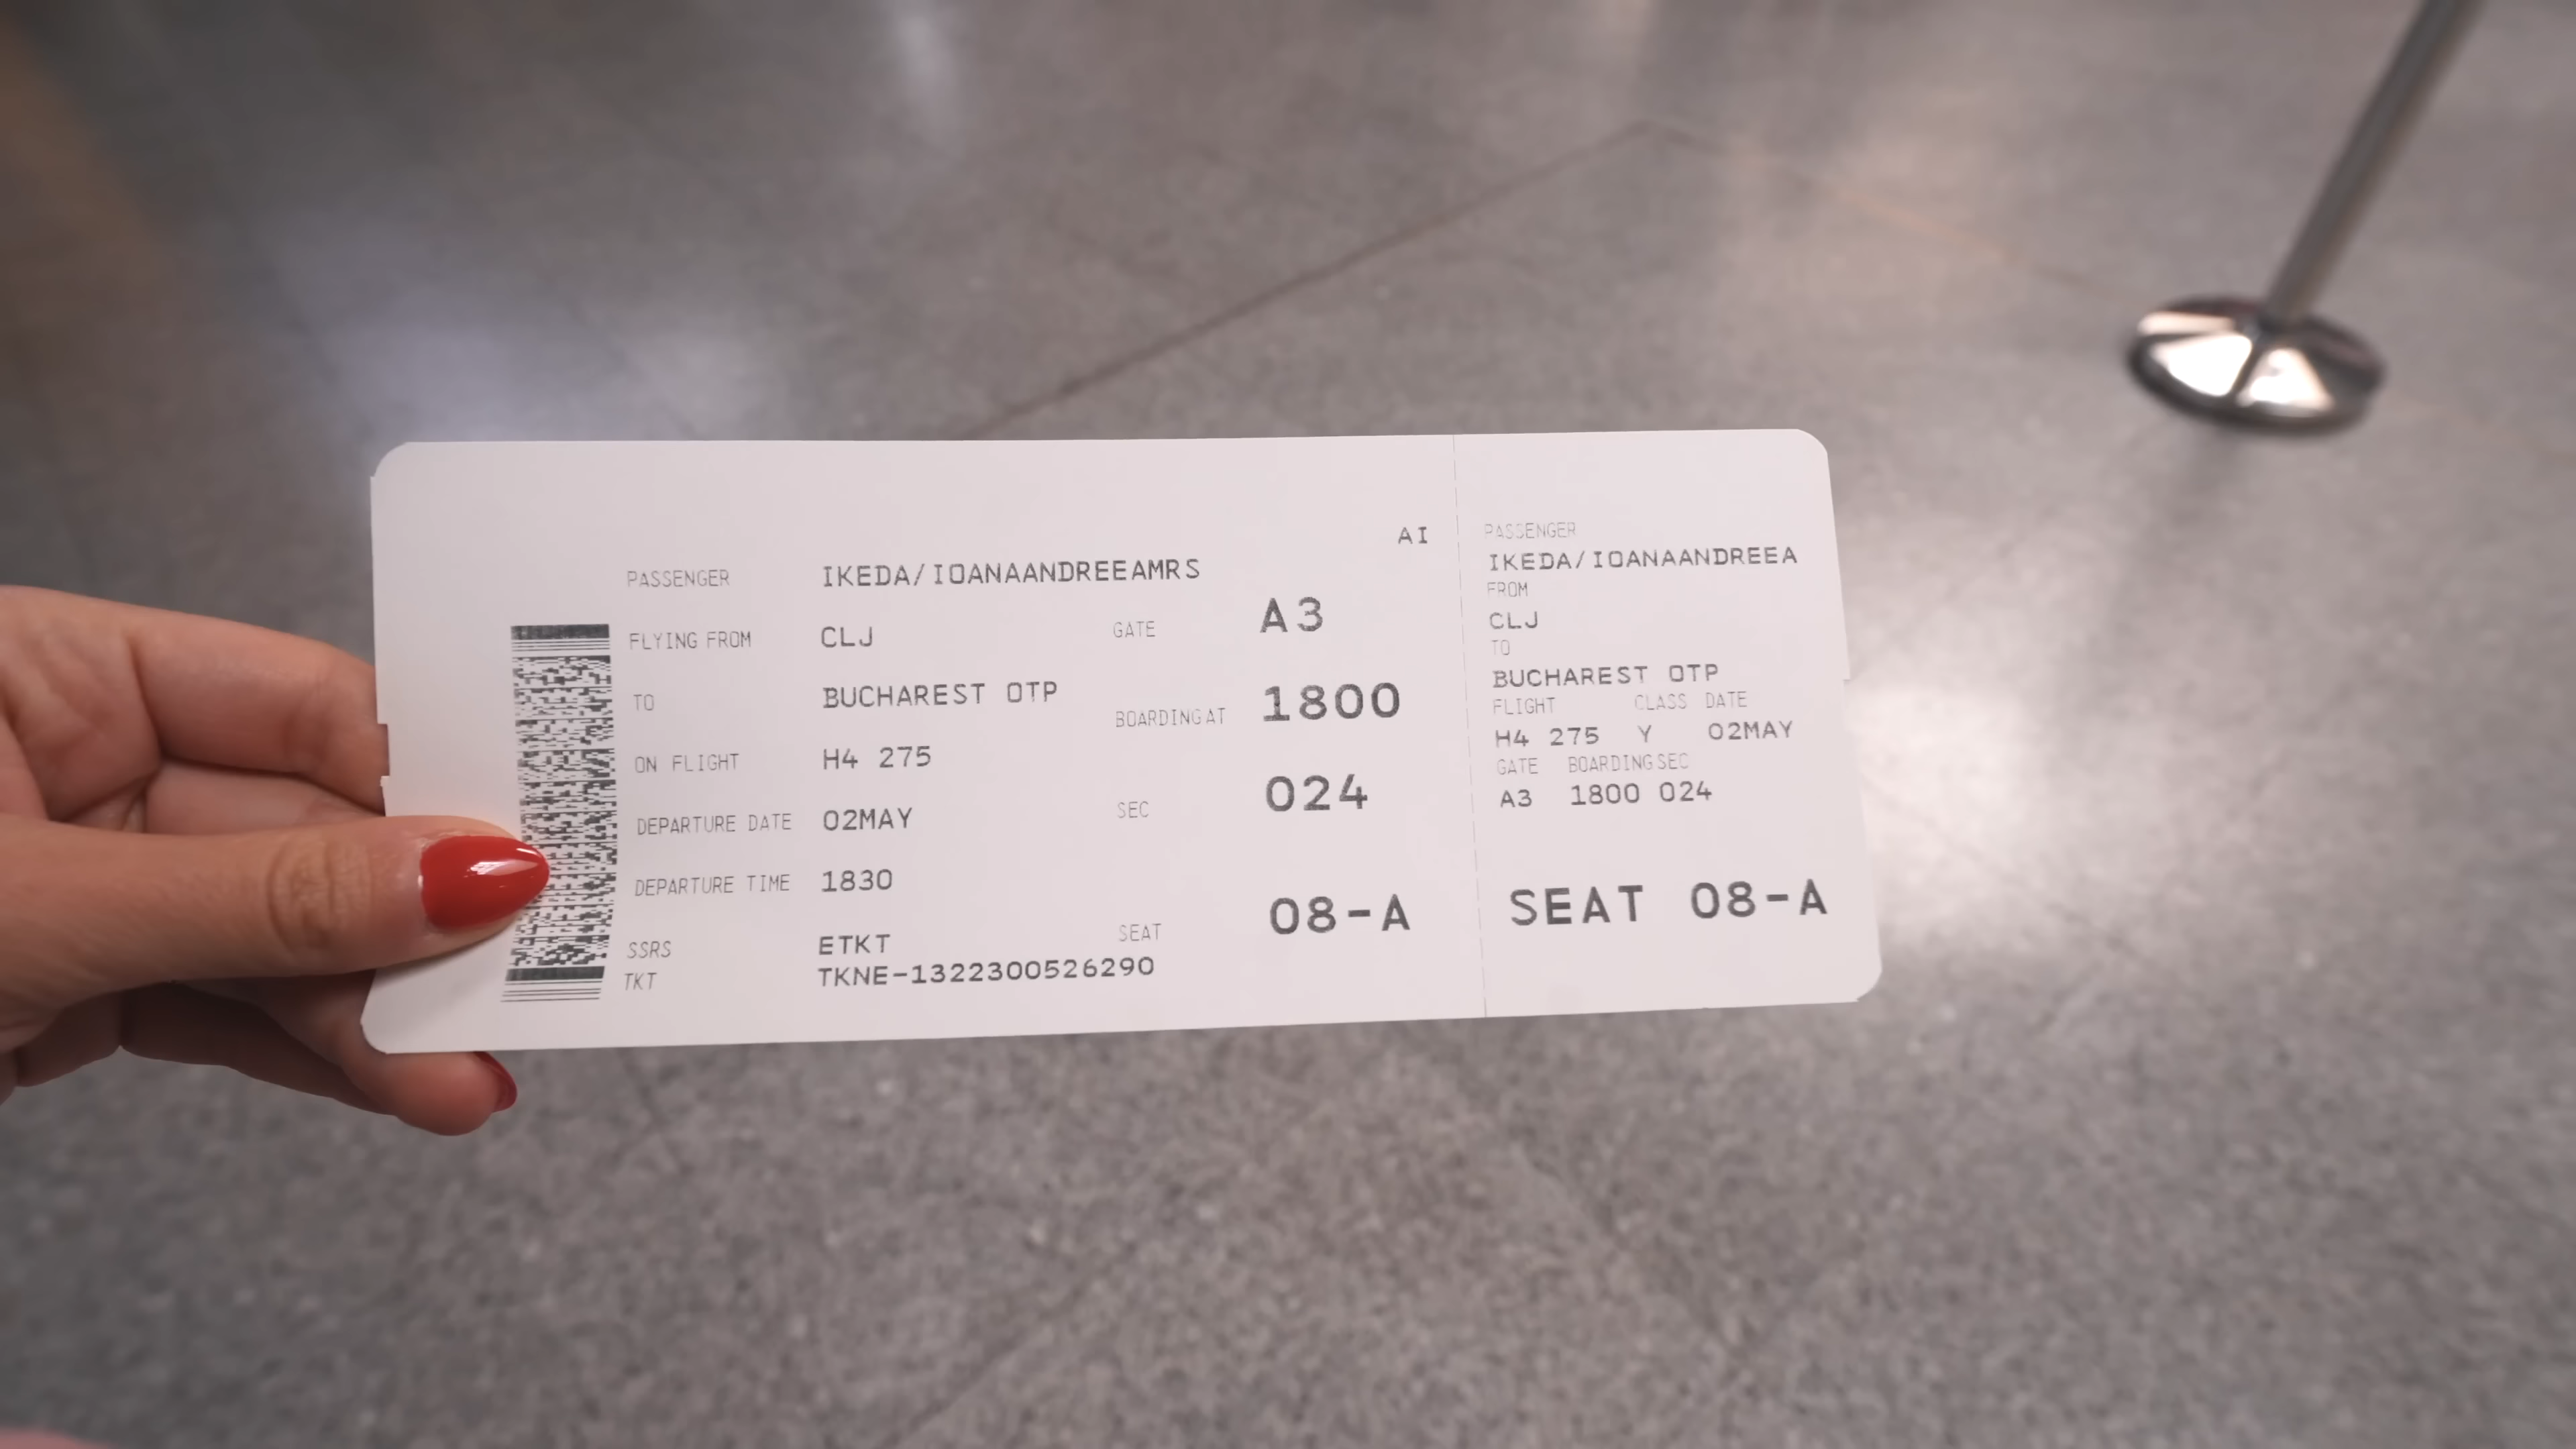 AI
PASSENGER IKEDA/IOANAANDREEAMRS
FLYING FROM CLJ GATE A3
TO BUCHAREST OTP BOARDING AT 1800
ON FLIGHT H4 275
DEPARTURE DATE 02MAY SEC 024
DEPARTURE TIME 1830
SSRS ETKT SEAT 08-A
TKT TKNE-1322300526290
PASSENGER
IKEDA/IOANAANDREEA
FROM
CLJ
TO
BUCHAREST OTP
FLIGHT CLASS DATE
H4 275 Y 02MAY
GATE BOARDING SEC
A3 1800 024
SEAT 08-A